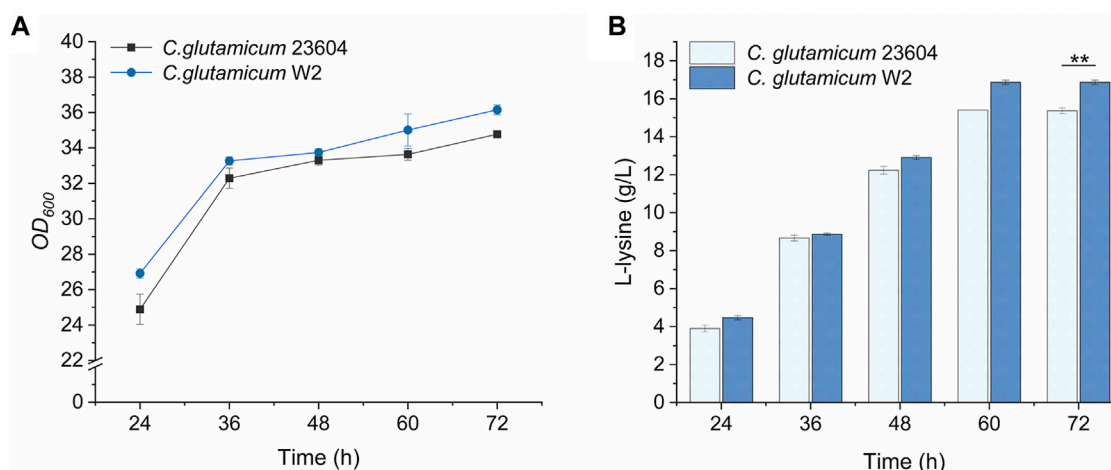 A
C.glutamicum 23604
C.glutamicum W2
OD600
40
38
36
34
32
30
28
26
24
22
0
24 36 48 60 72
Time (h)
B
C. glutamicum 23604
C. glutamicum W2
**
L-lysine (g/L)
18
16
14
12
10
8
6
4
2
0
24 36 48 60 72
Time (h)